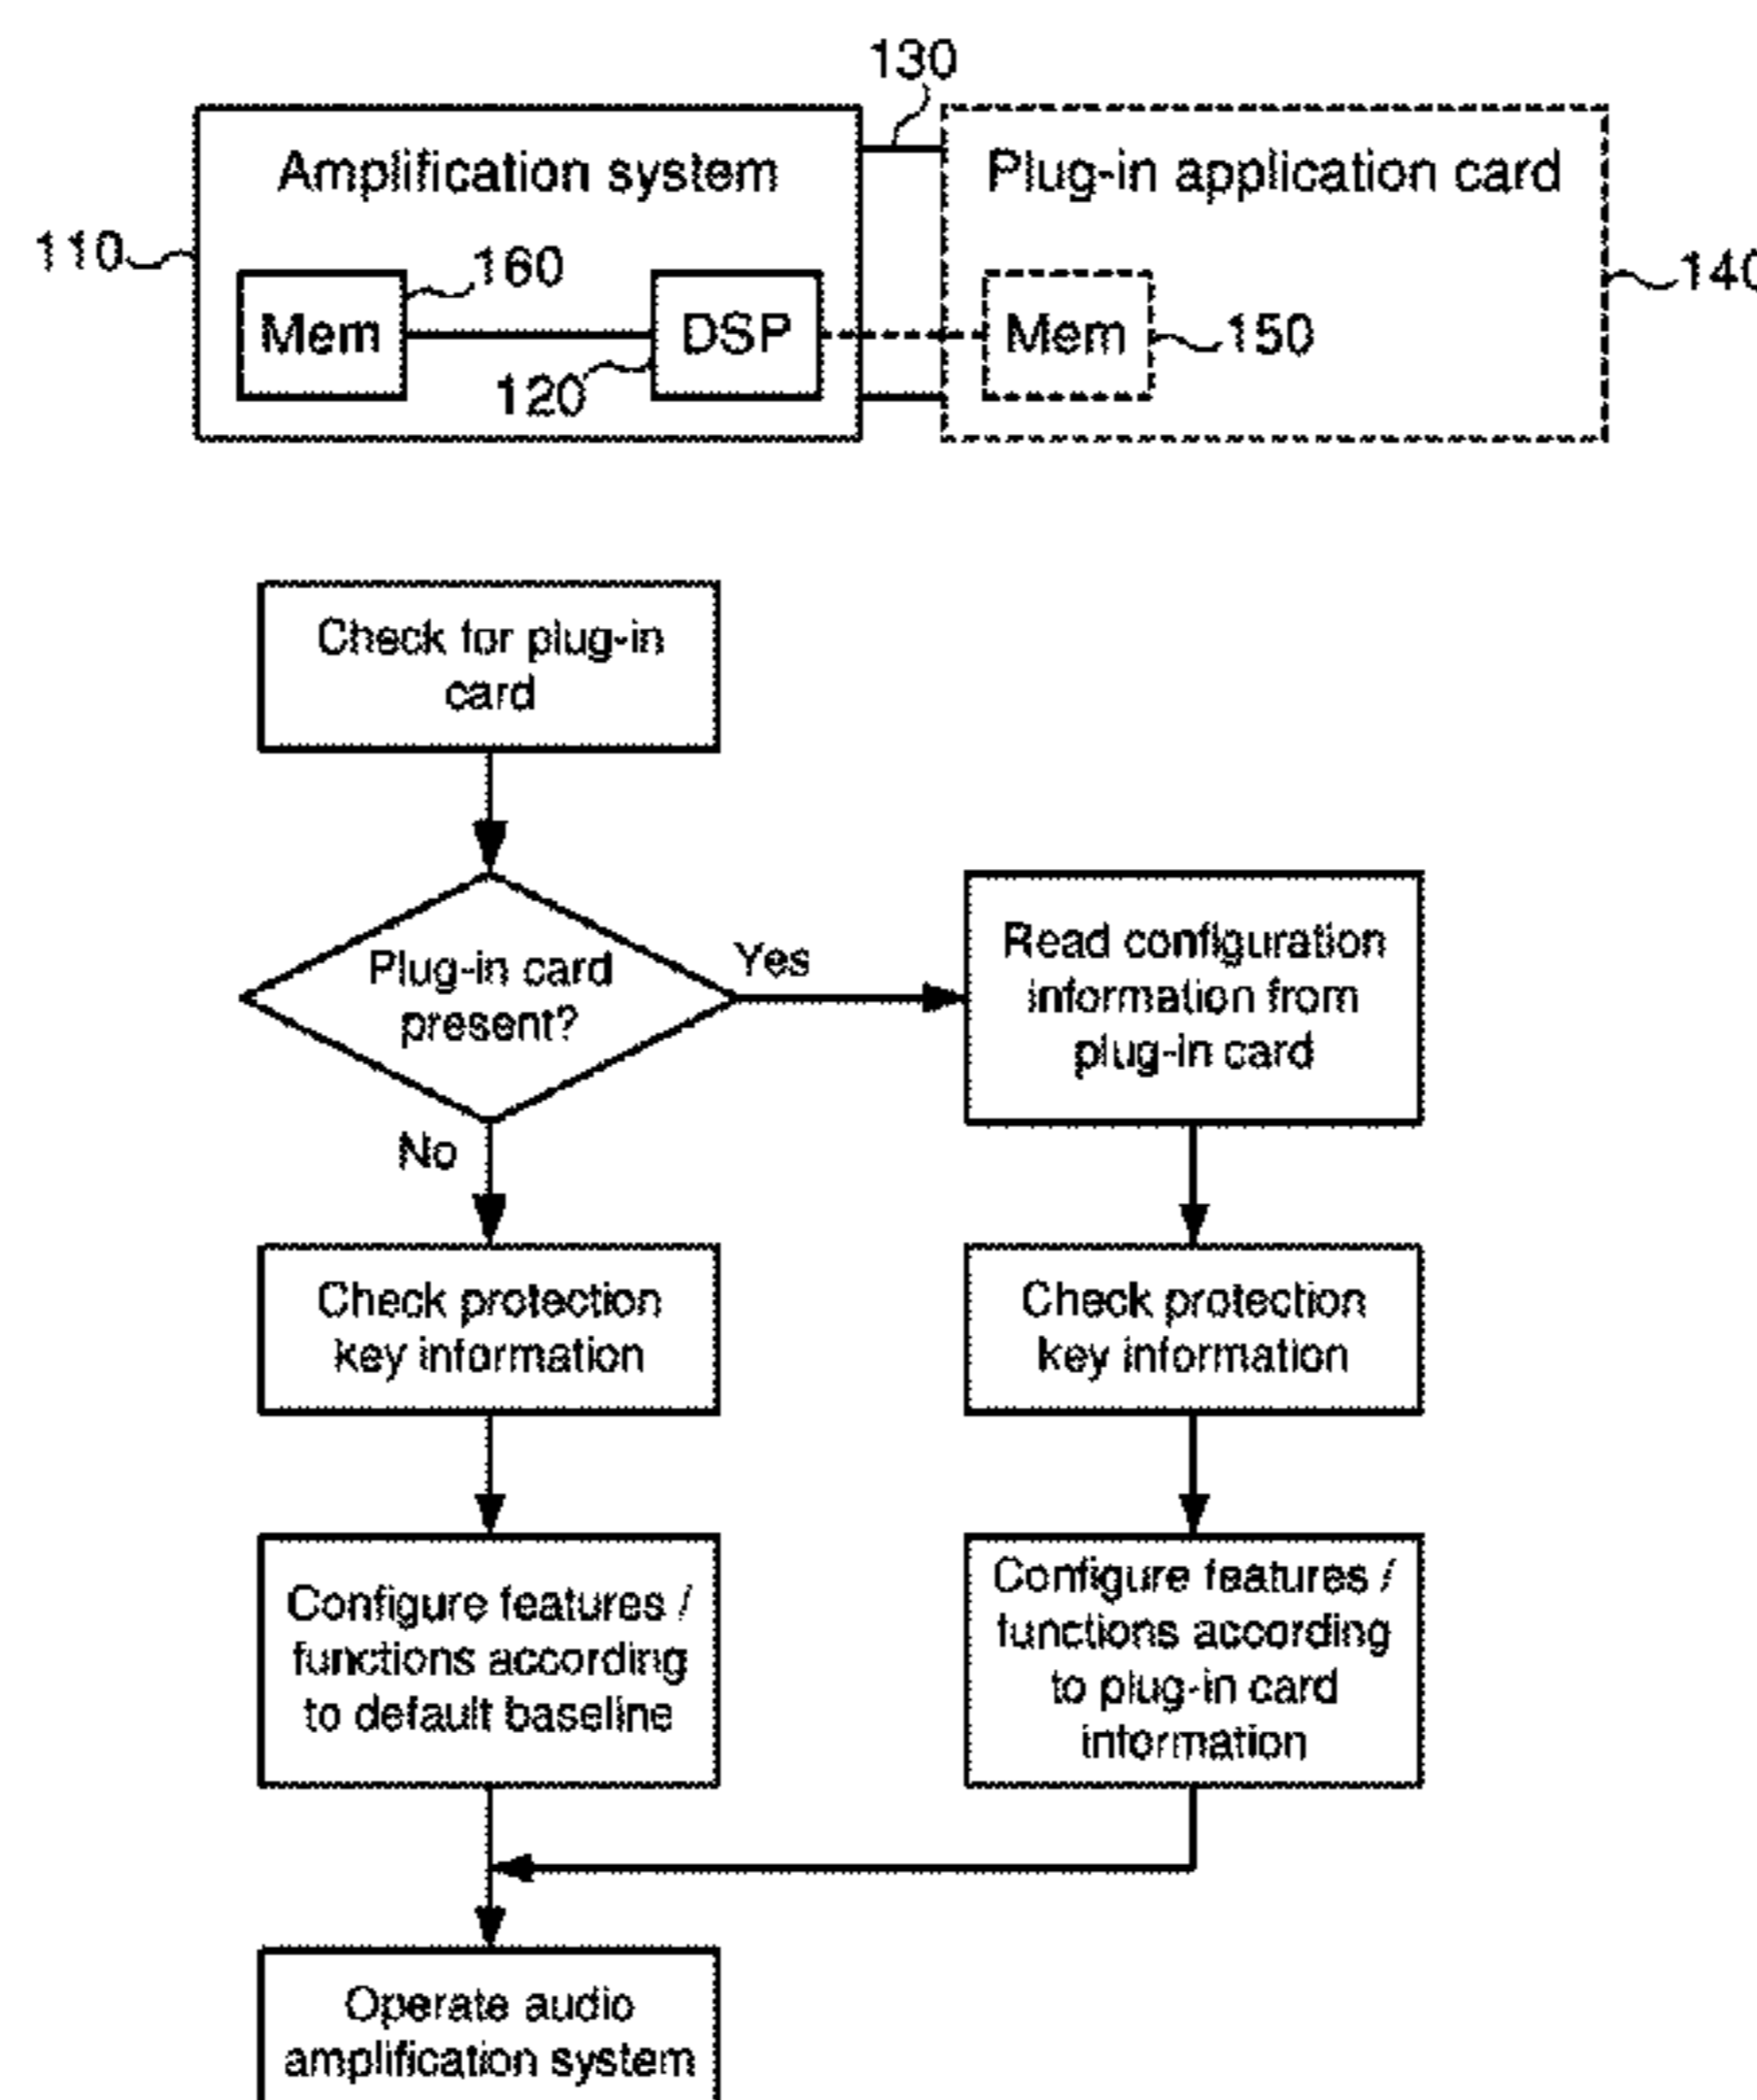 130
Amplification system
Plug-in application card
110
160
140
Mem
DSP
Mem
150
120
Check for plug-in
card
Plug-in card
present?
Yes
Read configuration
information from
plug-in card
No
Check protection
key information
Check protection
key information
Configure features /
functions according
to default baseline
Configure features /
functions according
to plug-in card
information
Operate audio
amplification system